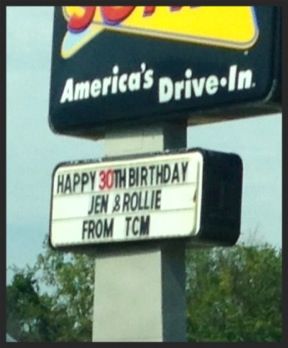 America's Drive-In
HAPPY 30TH BIRTHDAY
JEN & ROLLIE
FROM TCM